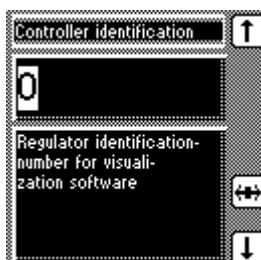 Controller identification
0
Regulator identification-
number for visuali-
zation software